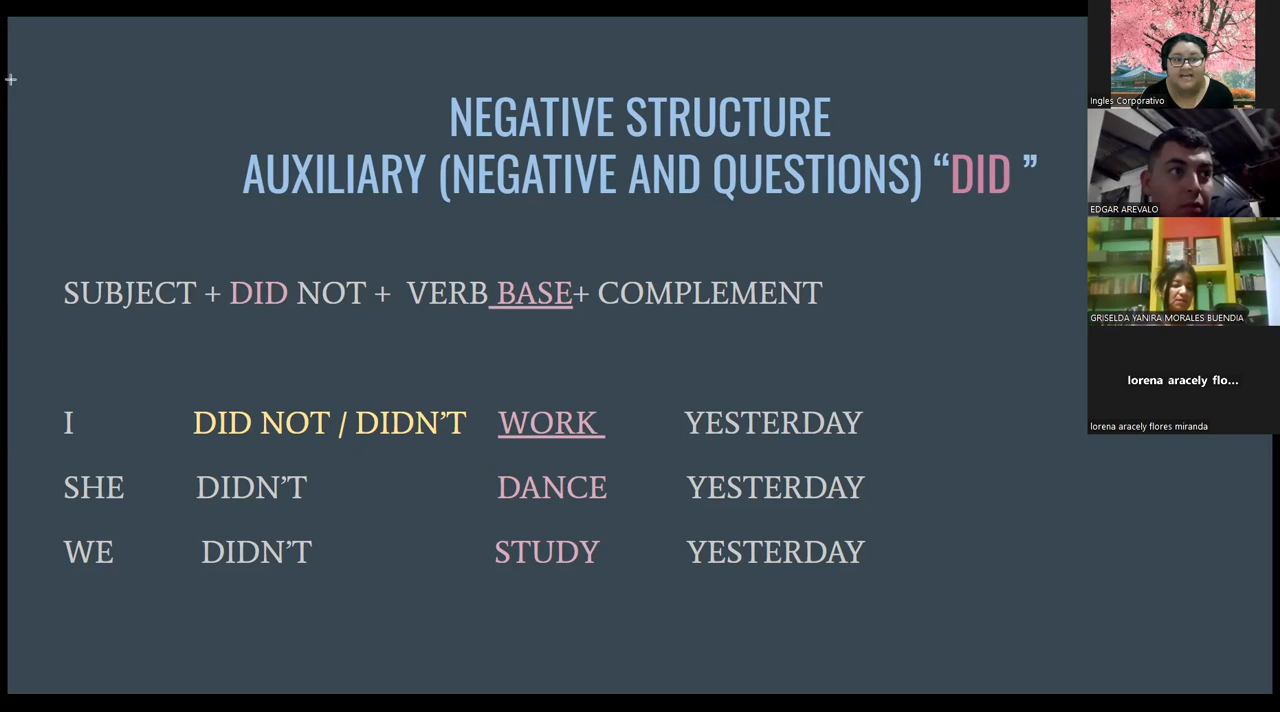 NEGATIVE STRUCTURE
AUXILIARY (NEGATIVE AND QUESTIONS) “DID ”
SUBJECT + DID NOT + VERB BASE+ COMPLEMENT
I DID NOT / DIDN’T WORK YESTERDAY
SHE DIDN’T DANCE YESTERDAY
WE DIDN’T STUDY YESTERDAY
Ingles Corporativo
EDGAR AREVALO
GRISELDA YANIRA MORALES BUENDIA
lorena aracely flo...
lorena aracely flores miranda